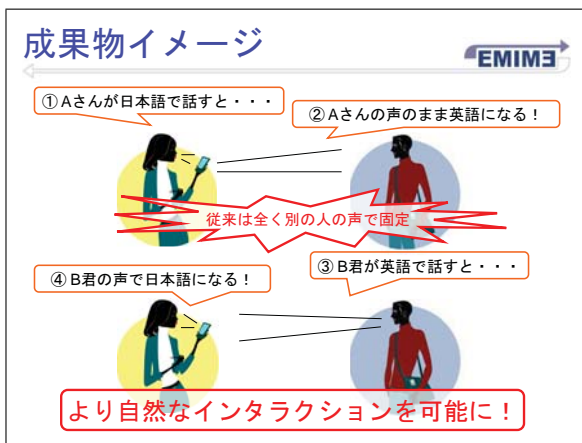 成果物イメージ
EMIME
① Aさんが日本語で話すと・・・
② Aさんの声のまま英語になる！
従来は全く別の人の声で固定
③ B君が英語で話すと・・・
④ B君の声で日本語になる！
より自然なインタラクションを可能に！